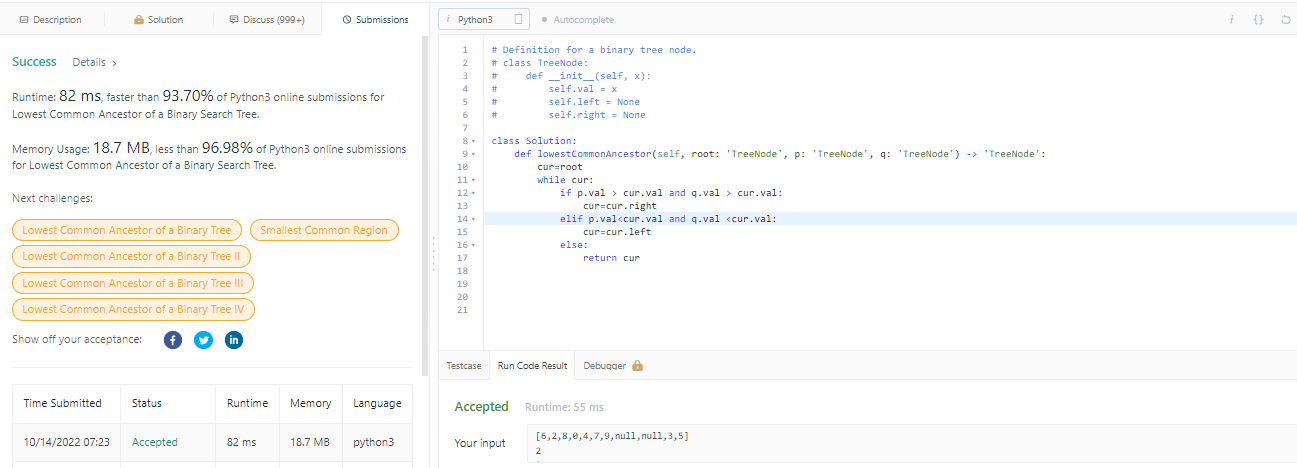 Description
Solution
Discuss (999+)
Submissions
Success Details >
Runtime: 82 ms, faster than 93.70% of Python3 online submissions for
Lowest Common Ancestor of a Binary Search Tree.
Memory Usage: 18.7 MB, less than 96.98% of Python3 online submissions
for Lowest Common Ancestor of a Binary Search Tree.
Next challenges:
Lowest Common Ancestor of a Binary Tree
Smallest Common Region
Lowest Common Ancestor of a Binary Tree II
Lowest Common Ancestor of a Binary Tree III
Lowest Common Ancestor of a Binary Tree IV
Show off your acceptance:
f
in
Time Submitted Status Runtime Memory Language
10/14/2022 07:23 Accepted 82 ms 18.7 MB python3
i Python3
Autocomplete
i {}
1 # Definition for a binary tree node.
2 # class TreeNode:
3 #     def __init__(self, x):
4 #         self.val = x
5 #         self.left = None
6 #         self.right = None
7
8 class Solution:
9     def lowestCommonAncestor(self, root: 'TreeNode', p: 'TreeNode', q: 'TreeNode') -> 'TreeNode':
10         cur=root
11         while cur:
12             if p.val > cur.val and q.val > cur.val:
13                 cur=cur.right
14             elif p.val<cur.val and q.val <cur.val:
15                 cur=cur.left
16             else:
17                 return cur
18
19
20
21
Testcase
Run Code Result
Debugger
Accepted Runtime: 55 ms
Your input
[6,2,8,0,4,7,9,null,null,3,5]
2